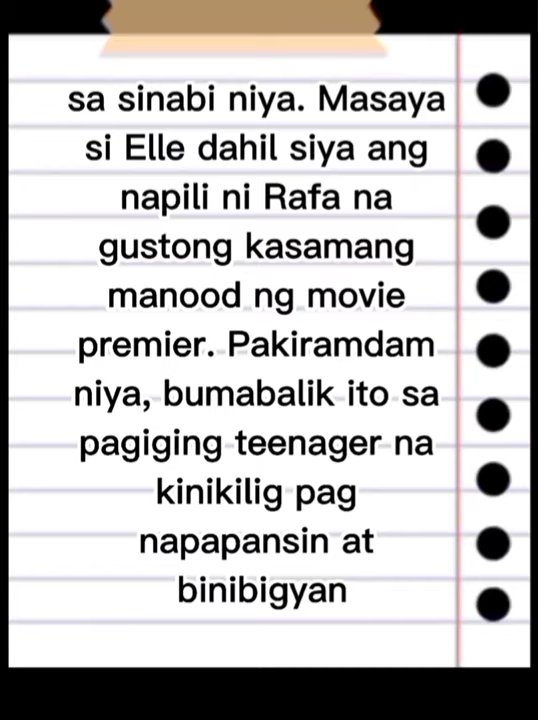 sa sinabi niya. Masaya
si Elle dahil siya ang
napili ni Rafa na
gustong kasamang
manood ng movie
premier. Pakiramdam
niya, bumabalik ito sa
pagiging teenager na
kinikilig pag
napapansin at
binibigyan